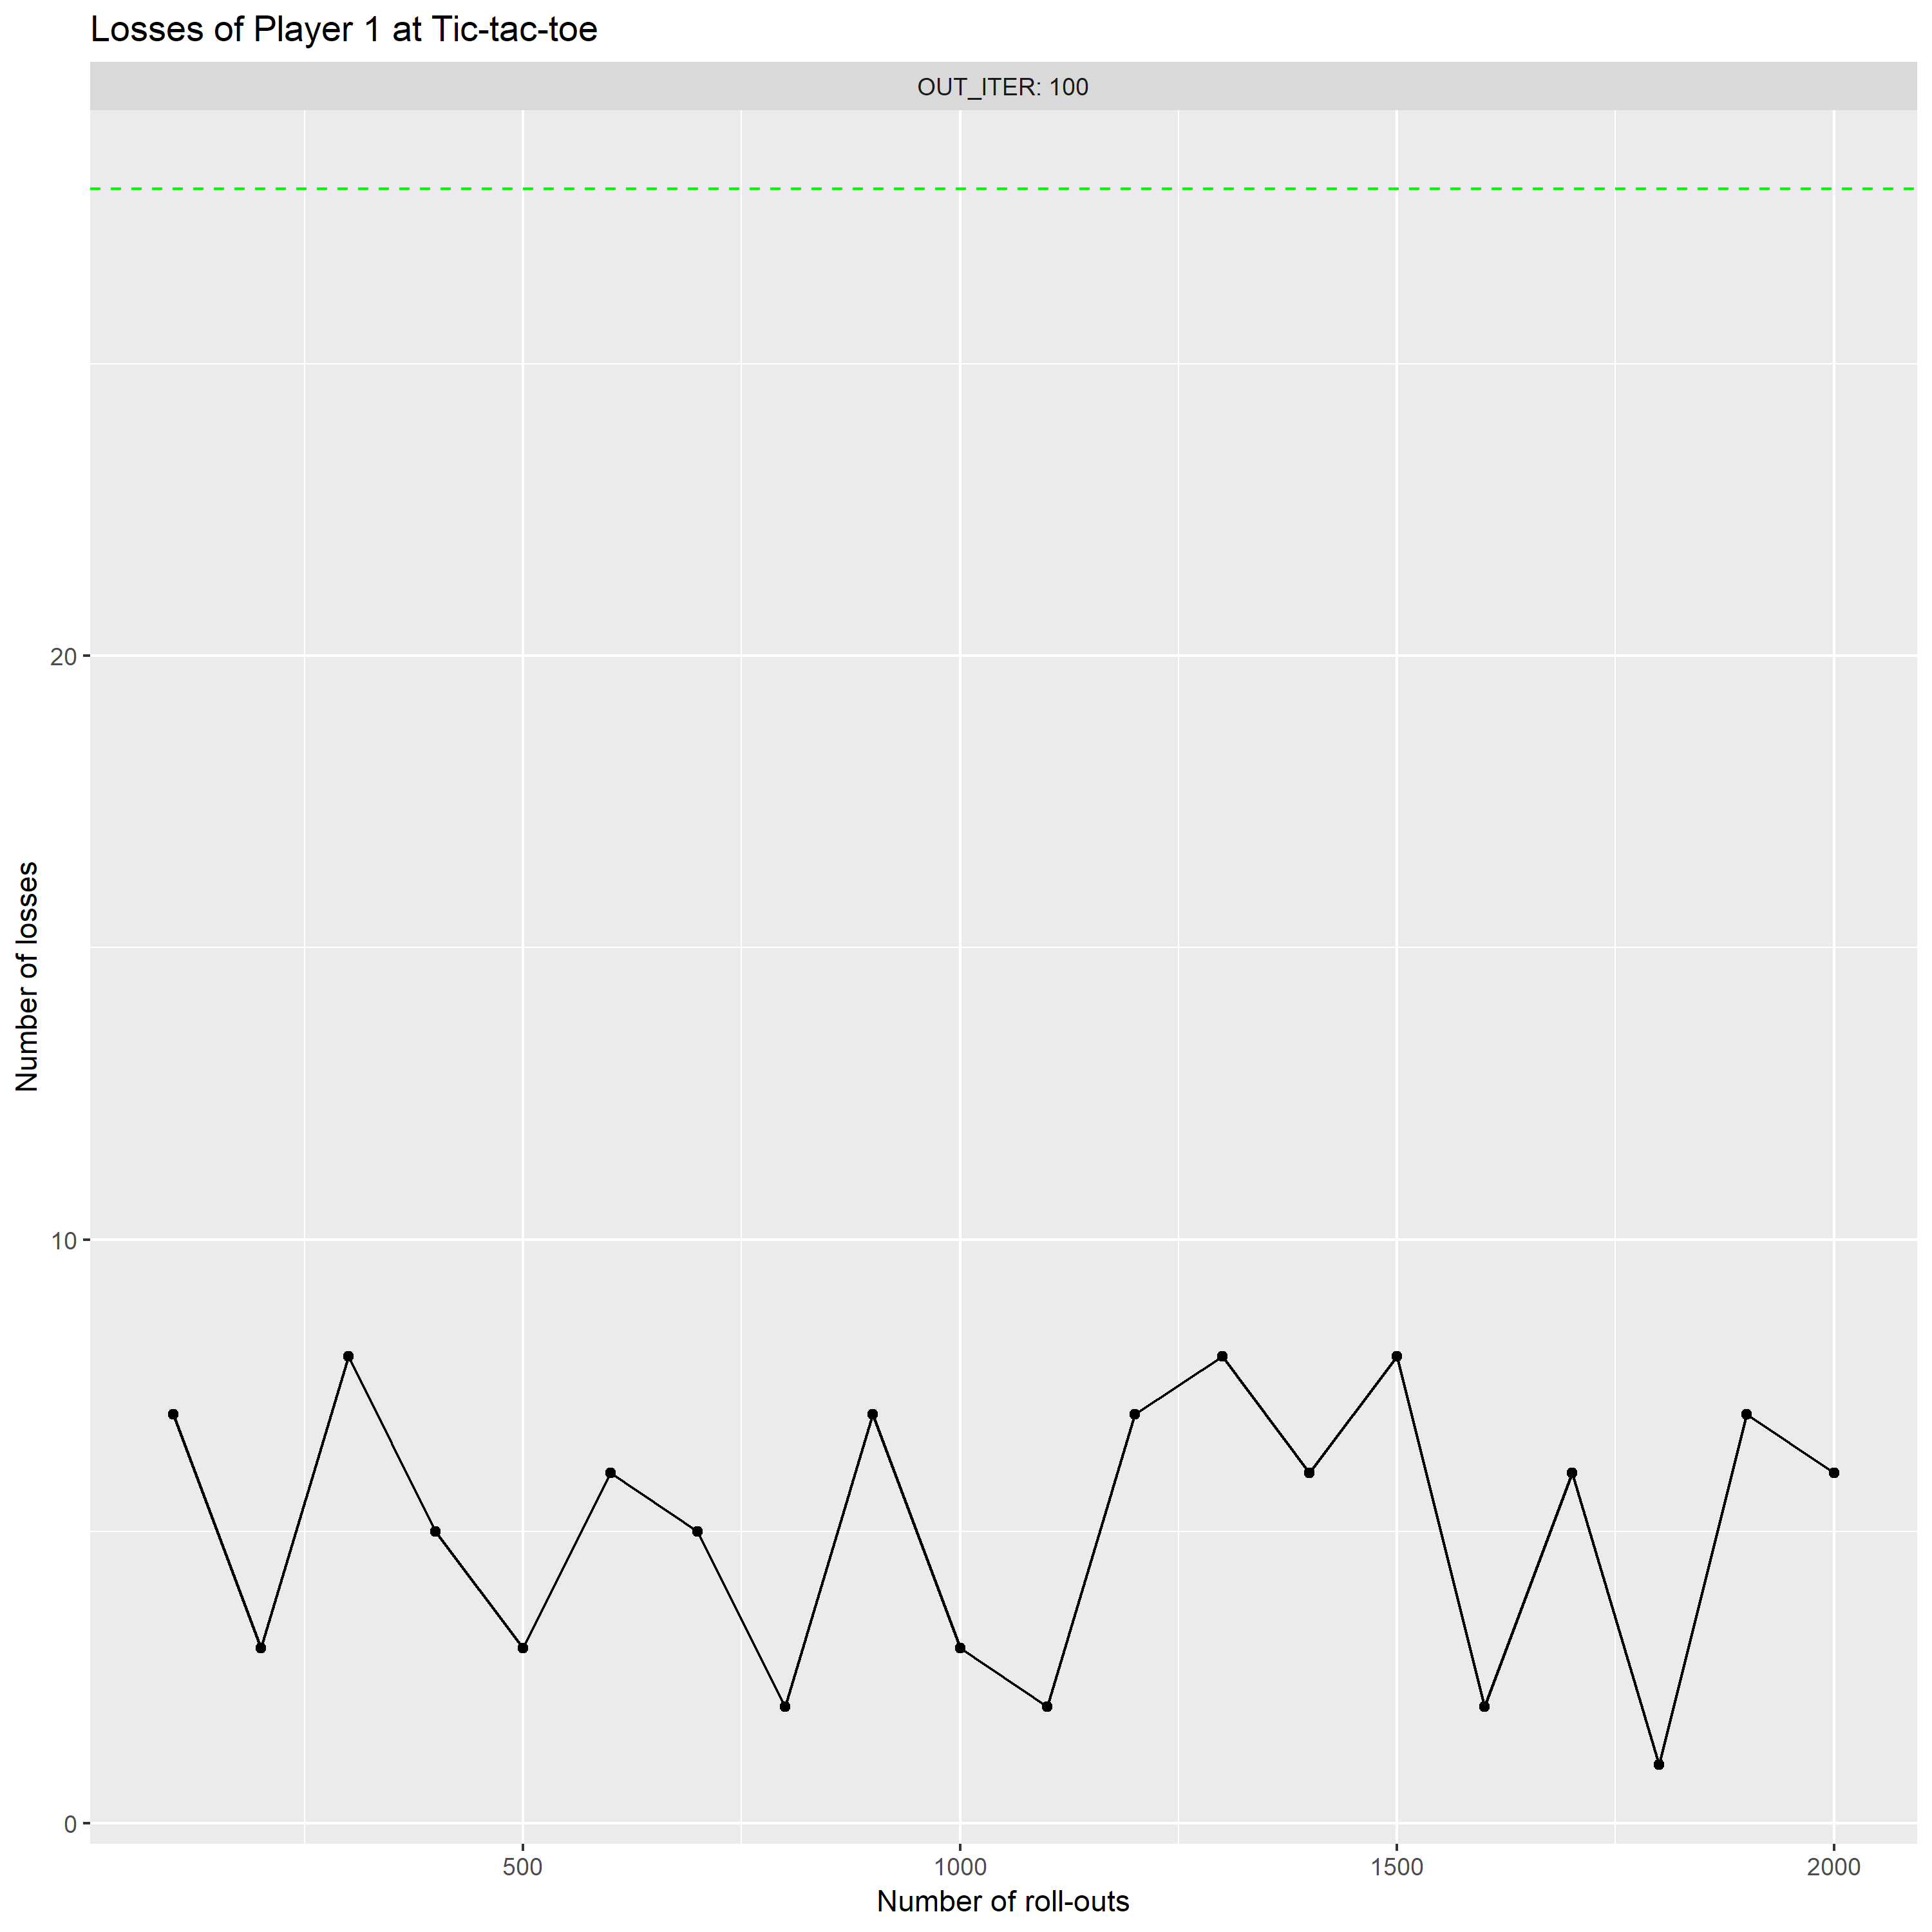 Losses of Player 1 at Tic-tac-toe
OUT_ITER: 100
Number of losses
20
10
0
500 1000 1500 2000
Number of roll-outs